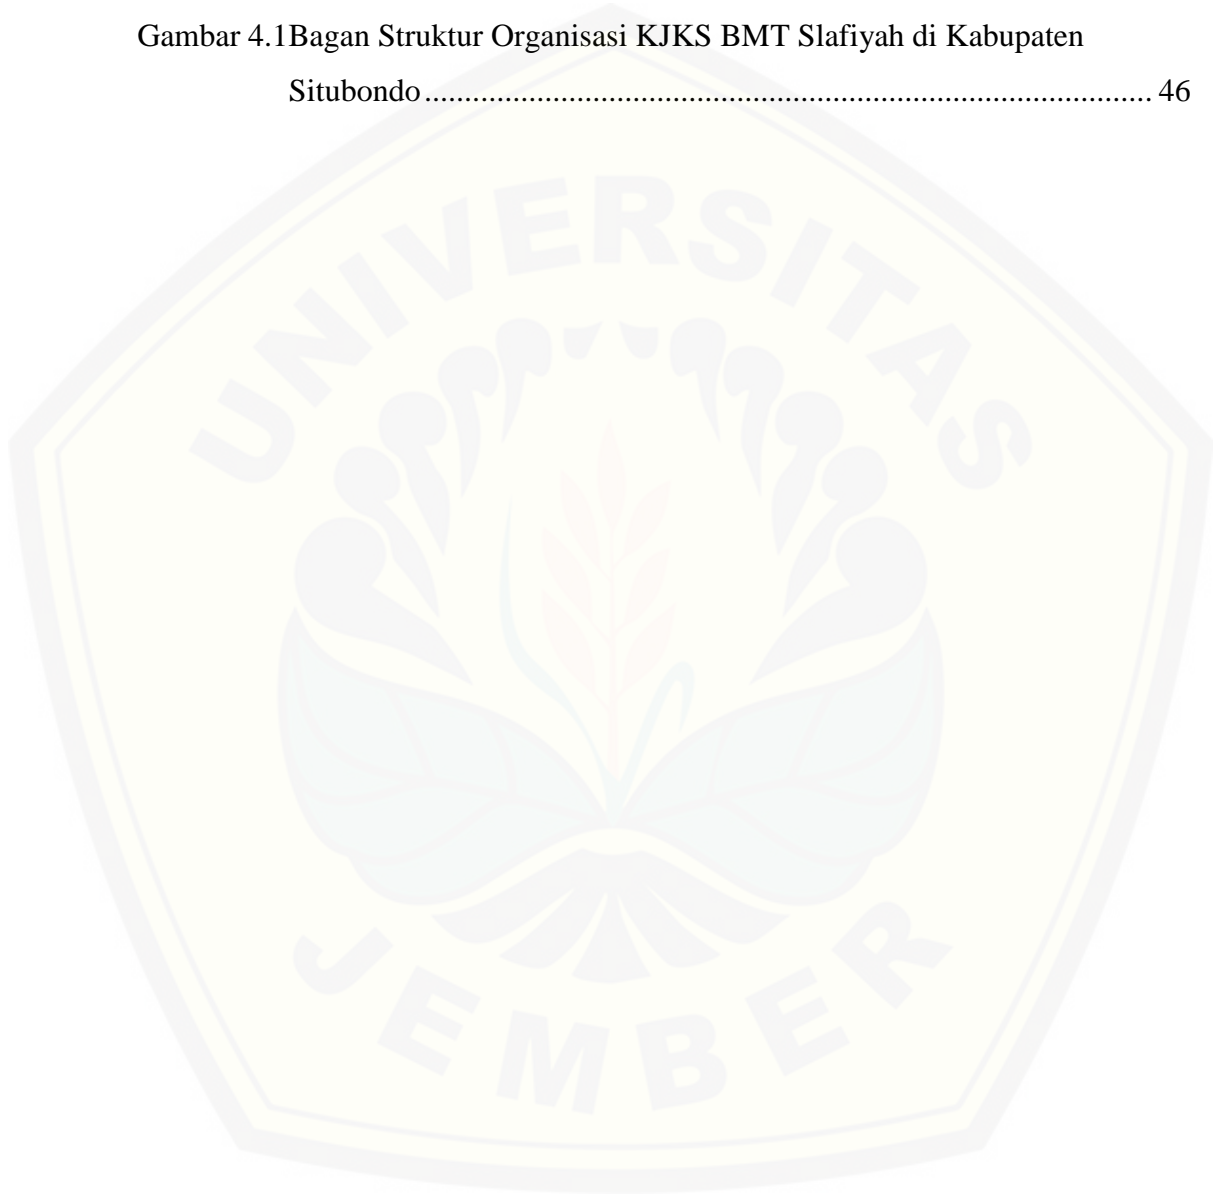 Gambar 4.1Bagan Struktur Organisasi KJKS BMT Slafiyah di Kabupaten
Situbondo............................................................................................ 46
UNIVERSITAS
JEMBER